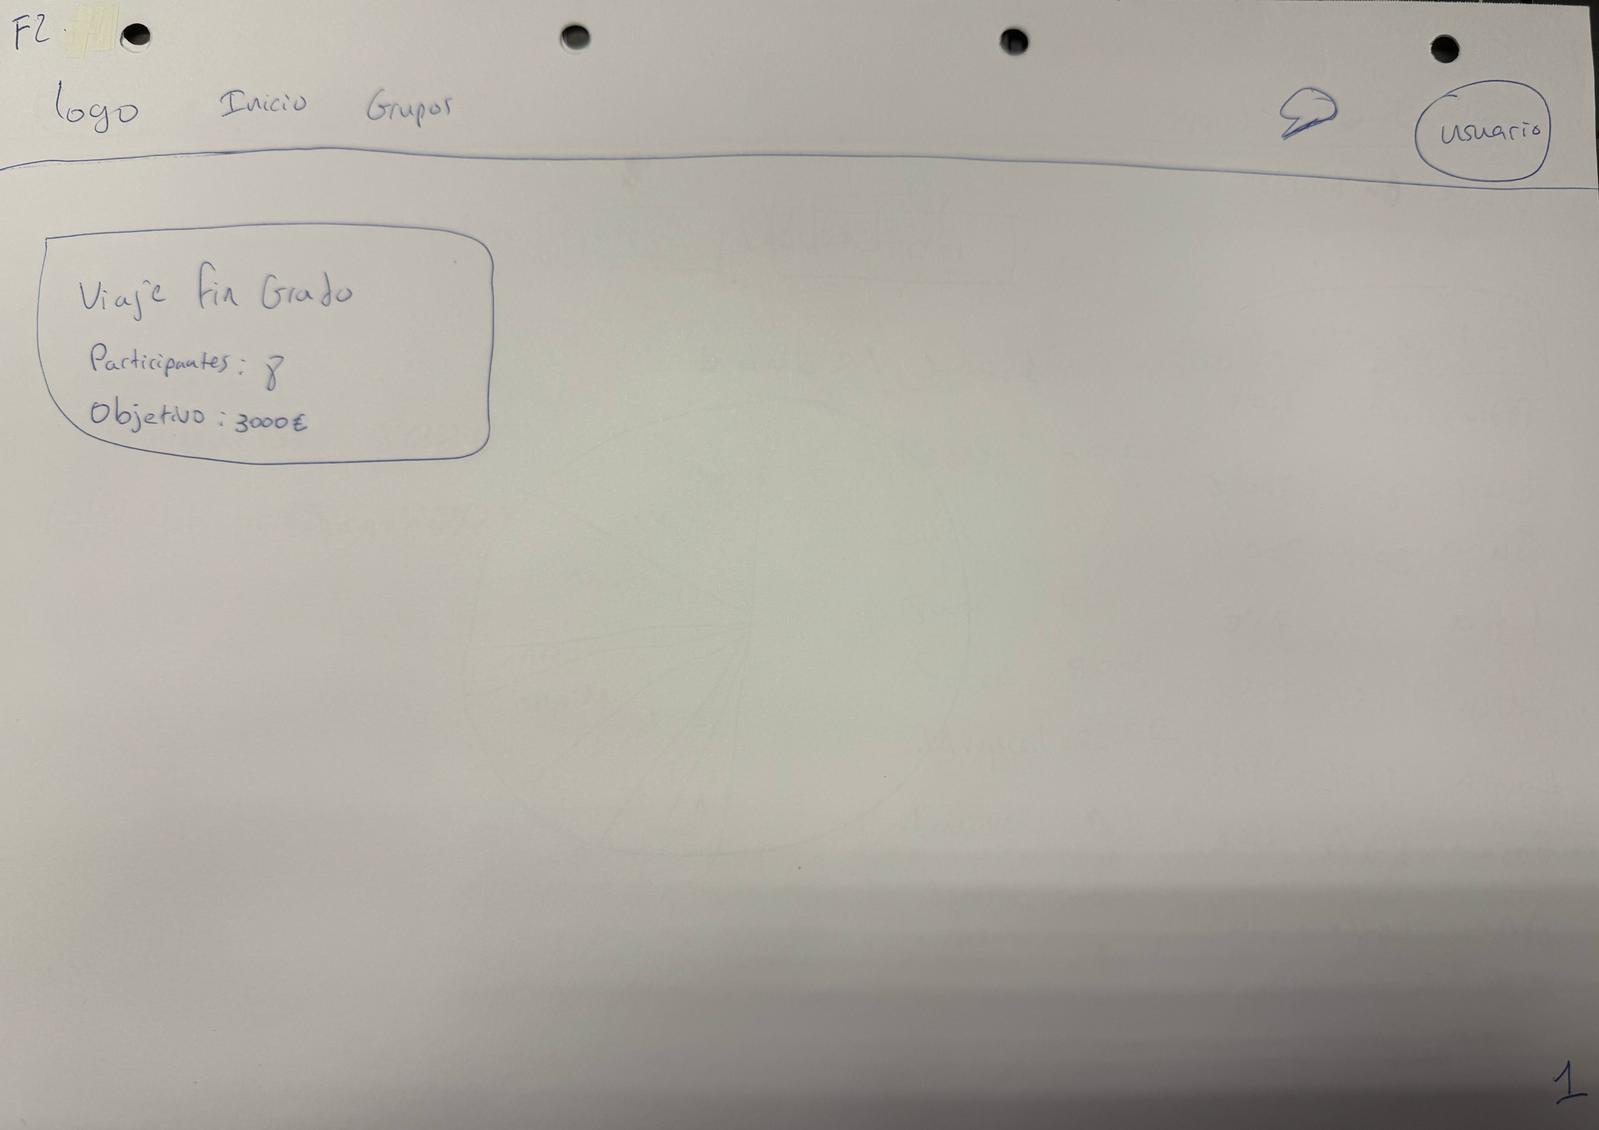 F2
logo Inicio Grupos usuario
Viaje fin Grado
Participantes: 8
Objetivo: 3000€
1